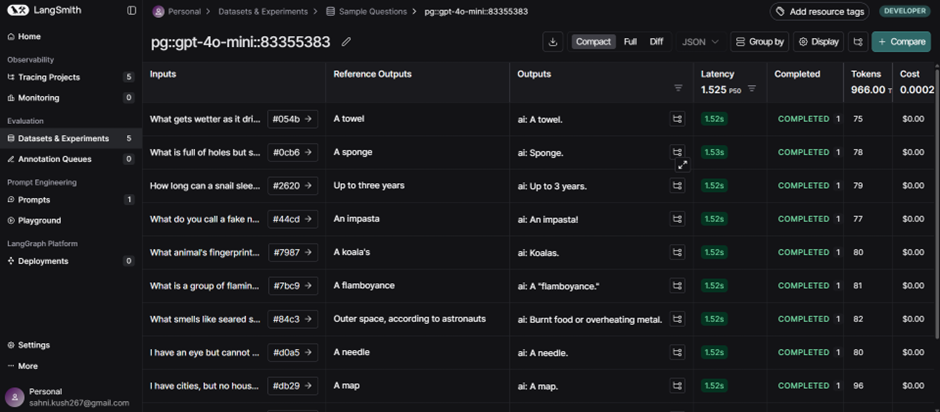 LangSmith
Personal > Datasets & Experiments > Sample Questions > pg::gpt-4o-mini::83355383
Add resource tags
DEVELOPER
Home
Observability
Tracing Projects 5
Monitoring 0
Evaluation
Datasets & Experiments 5
Annotation Queues 0
Prompt Engineering
Prompts 1
Playground
LangGraph Platform
Deployments 0
Settings
More
Personal
sahni.kush267@gmail.com
pg::gpt-4o-mini::83355383
Compact Full Diff JSON Group by Display + Compare
Inputs Reference Outputs Outputs Latency Completed Tokens Cost
1.525 P50 966.00 T 0.0002
What gets wetter as it dri... #054b → A towel ai: A towel. 1.52s COMPLETED 1 75 $0.00
What is full of holes but s... #0cb6 → A sponge ai: Sponge. 1.53s COMPLETED 1 78 $0.00
How long can a snail slee... #2620 → Up to three years ai: Up to 3 years. 1.52s COMPLETED 1 79 $0.00
What do you call a fake n... #44cd → An impasta ai: An impasta! 1.52s COMPLETED 1 77 $0.00
What animal's fingerprint... #7987 → A koala's ai: Koalas. 1.52s COMPLETED 1 80 $0.00
What is a group of flamin... #7bc9 → A flamboyance ai: A "flamboyance." 1.52s COMPLETED 1 81 $0.00
What smells like seared s... #84c3 → Outer space, according to astronauts ai: Burnt food or overheating metal. 1.52s COMPLETED 1 82 $0.00
I have an eye but cannot ... #d0a5 → A needle ai: A needle. 1.52s COMPLETED 1 80 $0.00
I have cities, but no hous... #db29 → A map ai: A map. 1.52s COMPLETED 1 96 $0.00